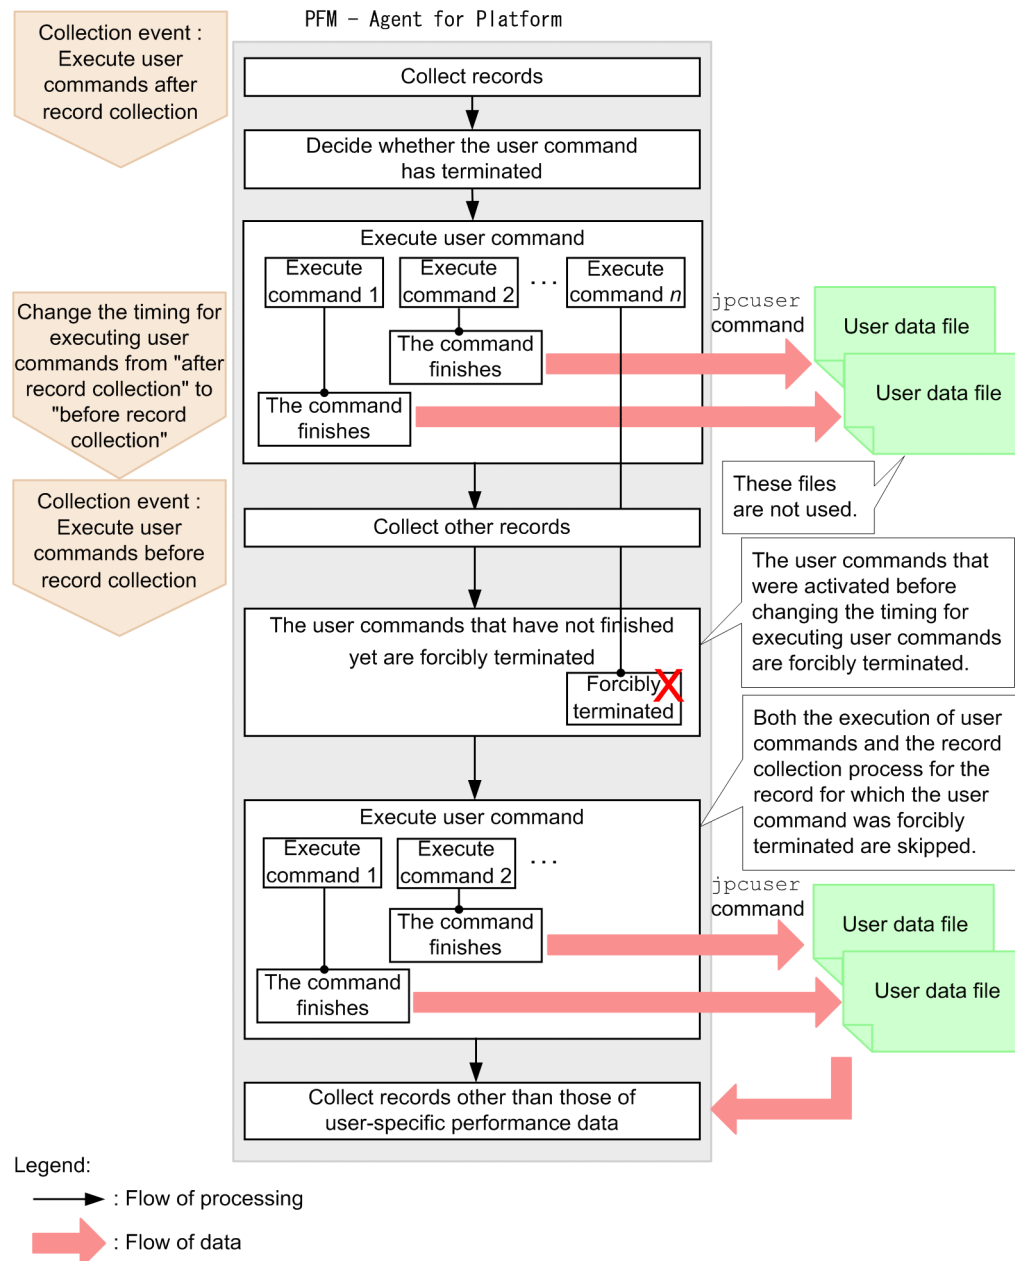 PFM - Agent for Platform
Collection event :
Execute user
commands after
record collection
Collect records
Decide whether the user command
has terminated
Execute user command
Execute
command 1
Execute
command 2
...
Execute
command n
The command
finishes
The command
finishes
jpcuser
command
User data file
User data file
Change the timing for
executing user
commands from "after
record collection" to
"before record
collection"
These files
are not used.
Collection event :
Execute user
commands before
record collection
Collect other records
The user commands that
were activated before
changing the timing for
executing user commands
are forcibly terminated.
The user commands that have not finished
yet are forcibly terminated
Forcibly
terminated
X
Both the execution of user
commands and the record
collection process for the
record for which the user
command was forcibly
terminated are skipped.
Execute user command
Execute
command 1
Execute
command 2
...
The command
finishes
The command
finishes
jpcuser
command
User data file
User data file
Collect records other than those of
user-specific performance data
Legend:
: Flow of processing
: Flow of data